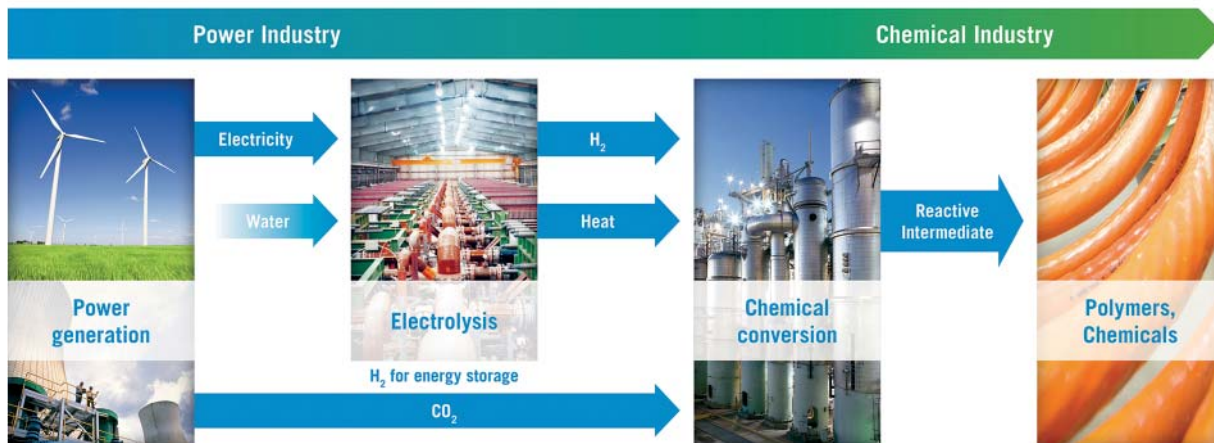 Power Industry
Chemical Industry
Electricity
H₂
Water
Heat
Reactive
Intermediate
Power
generation
Electrolysis
Chemical
conversion
Polymers,
Chemicals
H₂ for energy storage
CO₂